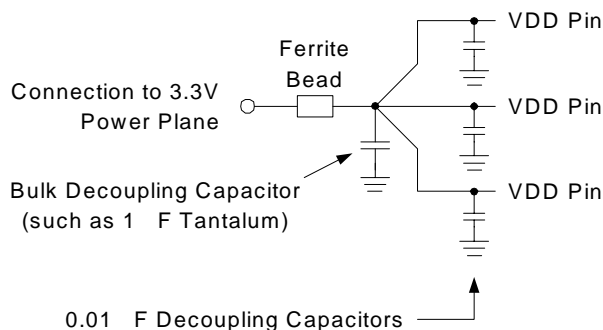 VDD Pin
Ferrite
Bead
Connection to 3.3V
Power Plane
VDD Pin
Bulk Decoupling Capacitor
(such as 1 F Tantalum)
VDD Pin
0.01 F Decoupling Capacitors